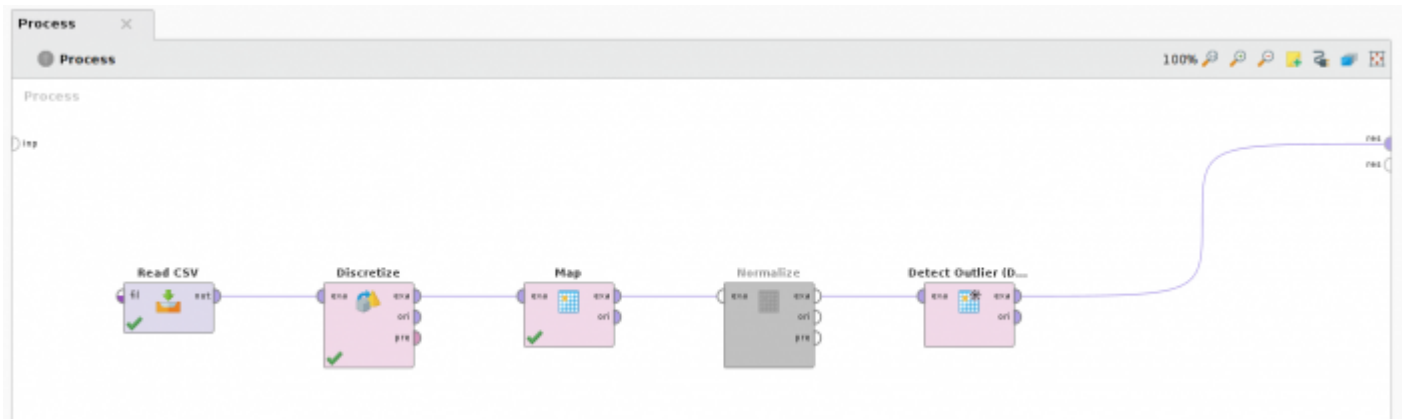 Process
Process
100%
Process
inp
res
res
Read CSV
Discretize
Map
Normalize
Detect Outlier (D...
fil
out
exa
exa
exa
exa
exa
exa
exa
exa
ori
ori
ori
ori
pre
pre